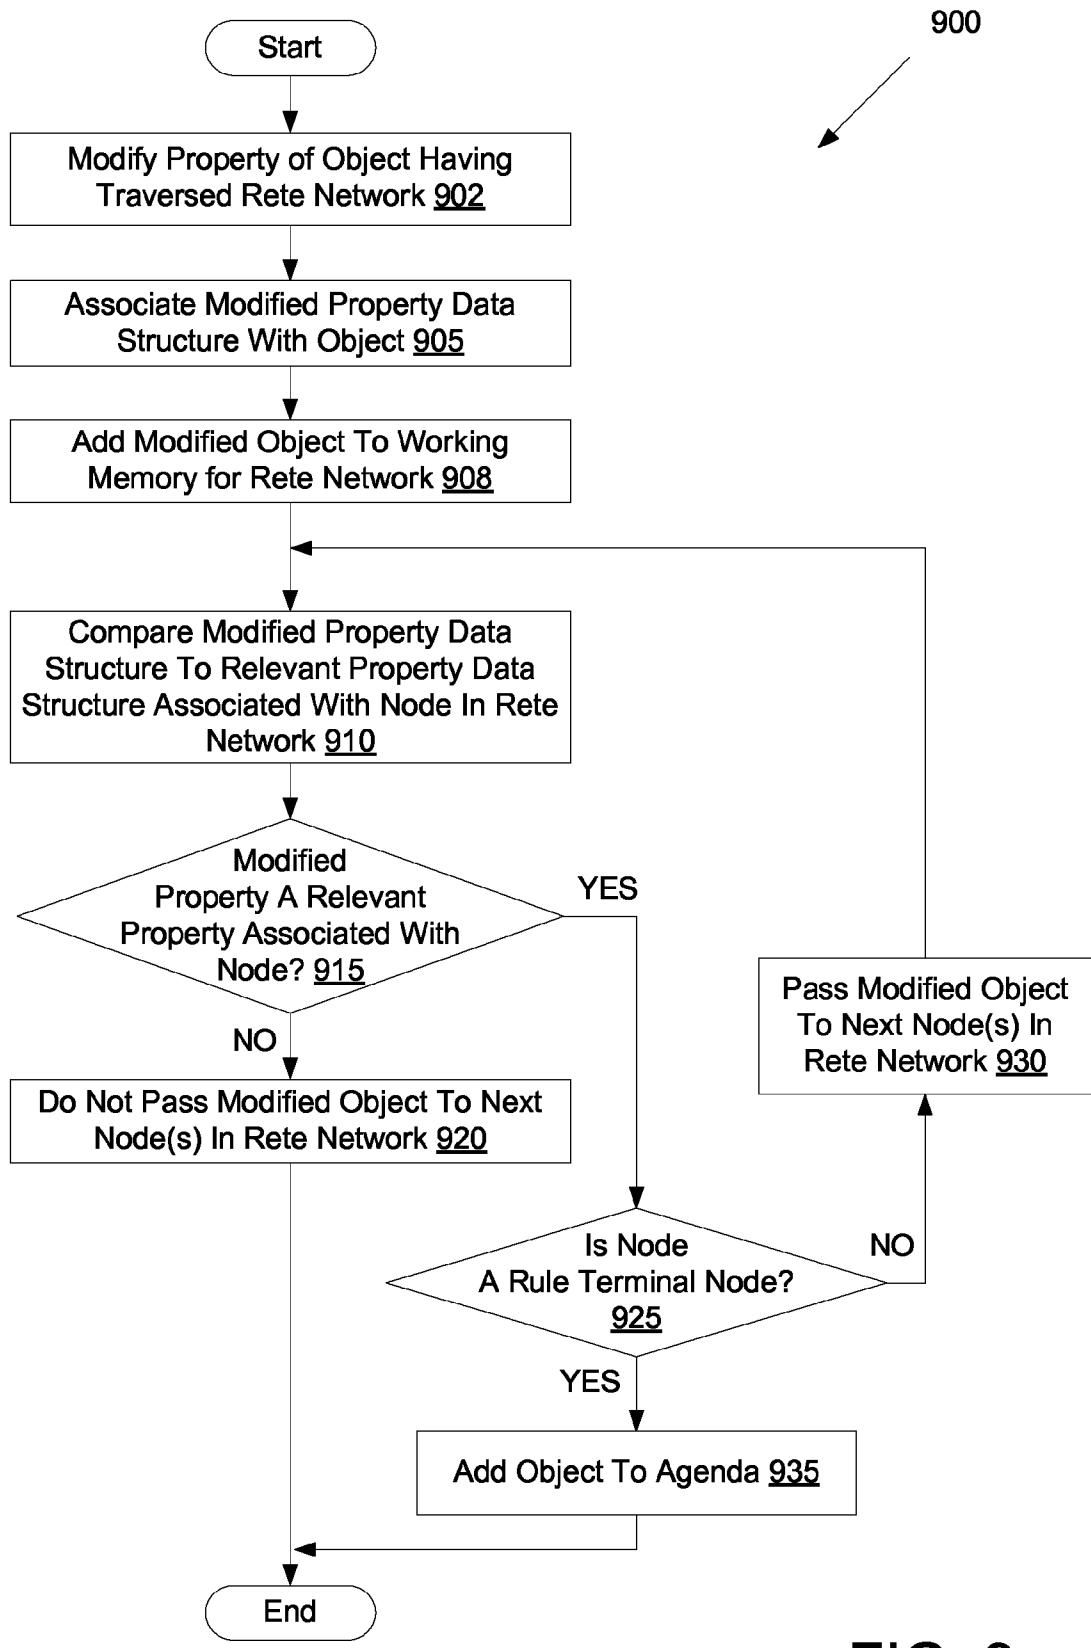 900
Start
Modify Property of Object Having
Traversed Rete Network 902
Associate Modified Property Data
Structure With Object 905
Add Modified Object To Working
Memory for Rete Network 908
Compare Modified Property Data
Structure To Relevant Property Data
Structure Associated With Node In Rete
Network 910
Modified
Property A Relevant
Property Associated With
Node? 915
YES
NO
Do Not Pass Modified Object To Next
Node(s) In Rete Network 920
Pass Modified Object
To Next Node(s) In
Rete Network 930
Is Node
A Rule Terminal Node?
925
NO
YES
Add Object To Agenda 935
End